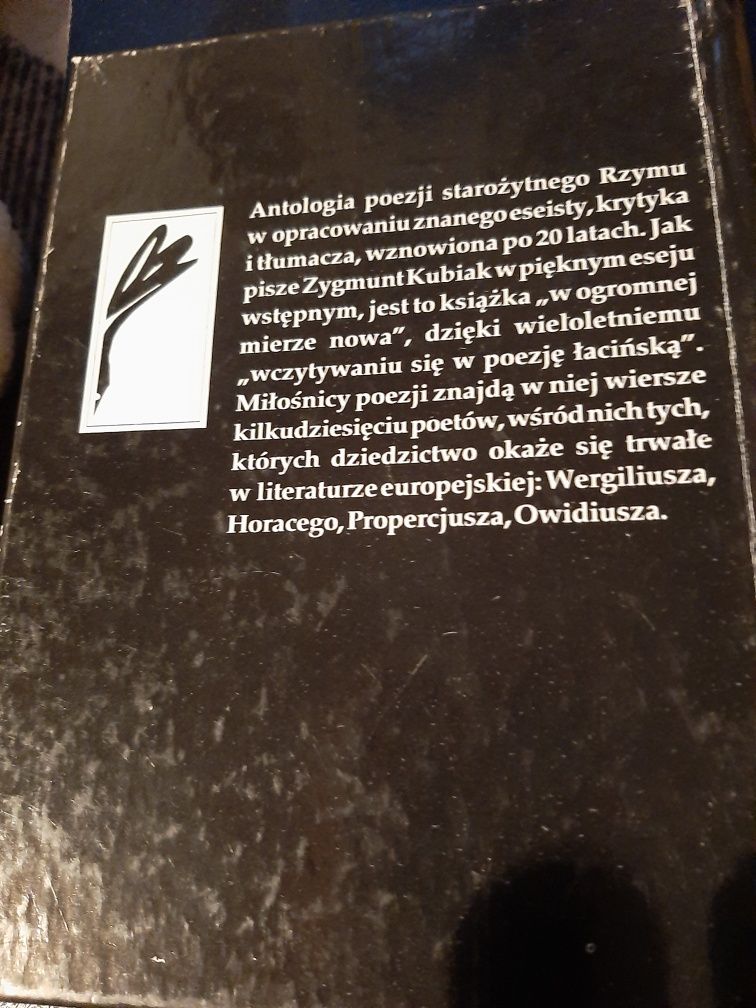 Antologia poezji starożytnego Rzymu
w opracowaniu znanego eseisty, krytyka
i tłumacza, wznowiona po 20 latach. Jak
pisze Zygmunt Kubiak w pięknym eseju
wstępnym, jest to książka „w ogromnej
mierze nowa”, dzięki wieloletniemu
„wczytywaniu się w poezję łacińską”.
Miłośnicy poezji znajdą w niej wiersze
kilkudziesięciu poetów, wśród nich tych,
których dziedzictwo okaże się trwałe
w literaturze europejskiej: Wergiliusza,
Horacego, Propercjusza, Owidiusza.